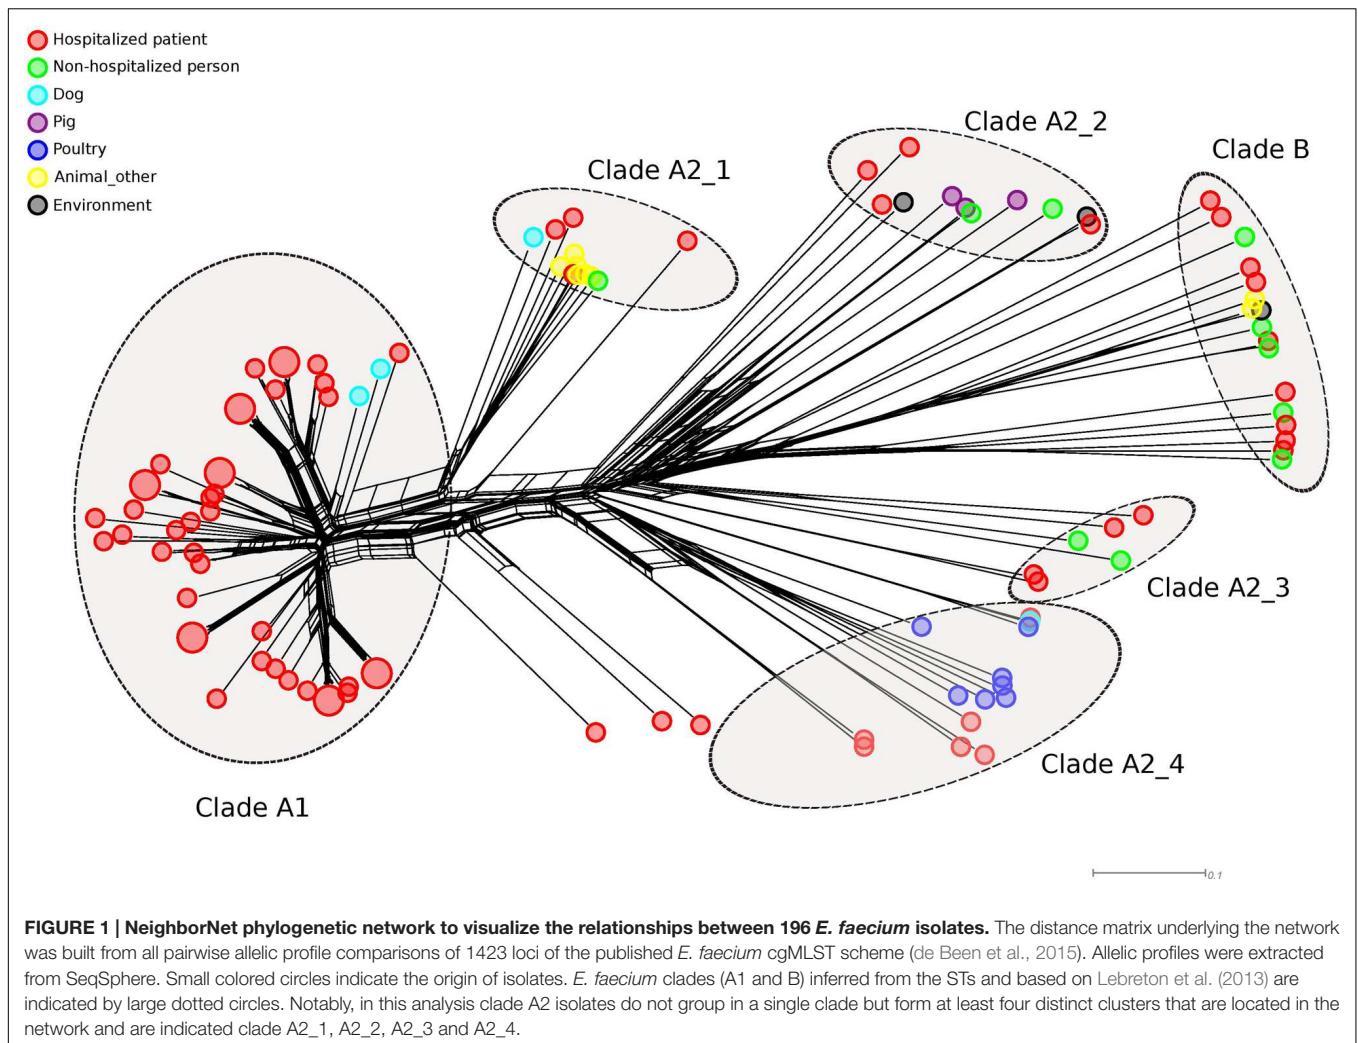 Hospitalized patient
Non-hospitalized person
Dog
Pig
Poultry
Animal_other
Environment
Clade A2_2
Clade B
Clade A2_1
Clade A2_3
Clade A2_4
Clade A1
0.1
FIGURE 1 | NeighborNet phylogenetic network to visualize the relationships between 196 E. faecium isolates. The distance matrix underlying the network
was built from all pairwise allelic profile comparisons of 1423 loci of the published E. faecium cgMLST scheme (de Been et al., 2015). Allelic profiles were extracted
from SeqSphere. Small colored circles indicate the origin of isolates. E. faecium clades (A1 and B) inferred from the STs and based on Lebreton et al. (2013) are
indicated by large dotted circles. Notably, in this analysis clade A2 isolates do not group in a single clade but form at least four distinct clusters that are located in the
network and are indicated clade A2_1, A2_2, A2_3 and A2_4.